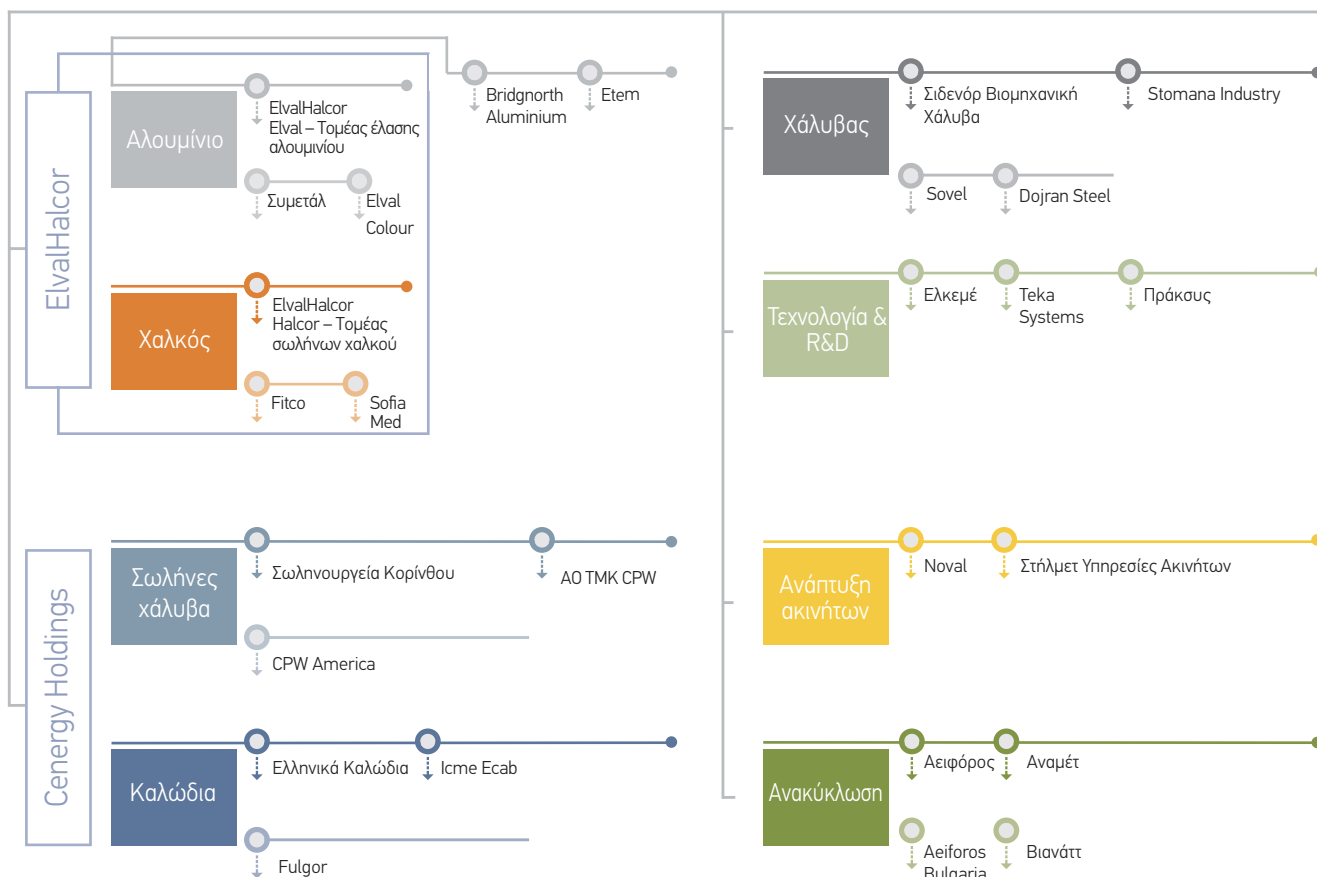 ElvalHalcor
Αλουμίνιο
ElvalHalcor
Elval – Τομέας έλασης
αλουμινίου
Bridgnorth
Aluminium
Etem
Συμετάλ
Elval
Colour
Χαλκός
ElvalHalcor
Halcor – Τομέας
σωλήνων χαλκού
Fitco
Sofia
Med
Cenergy Holdings
Σωλήνες
χάλυβα
Σωληνουργεία Κορίνθου
AO TMK CPW
CPW America
Καλώδια
Ελληνικά Καλώδια
Icme Ecab
Fulgor
Χάλυβας
Σιδενόρ Βιομηχανική
Χάλυβα
Stomana Industry
Sovel
Dojran Steel
Τεχνολογία &
R&D
Ελκεμέ
Teka
Systems
Πράκσυς
Ανάπτυξη
ακινήτων
Noval
Στήλμετ Υπηρεσίες Ακινήτων
Ανακύκλωση
Αειφόρος
Αναμέτ
Aeiforos
Bulgaria
Βιανάττ